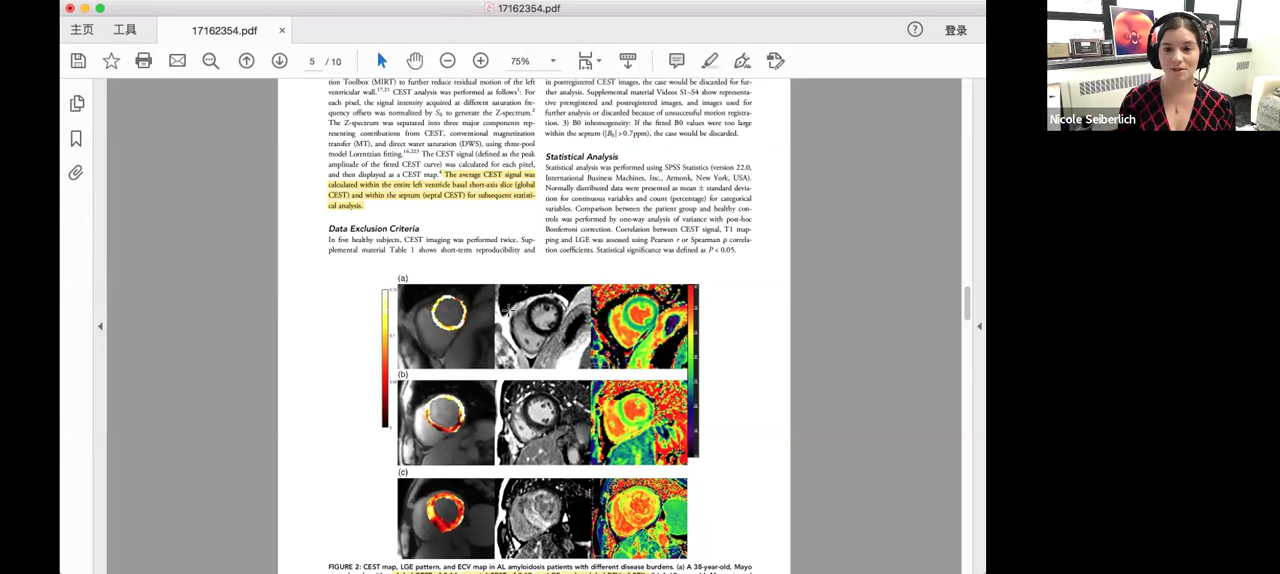 17162354.pdf
主页
工具
17162354.pdf
×
登录
5 / 10
75%
tion Toolbox (MIRT) to further reduce residual motion of the left
ventricular wall.17,21 CEST analysis was performed as follows
each pixel, the signal intensity acquired at different saturation fre-
quency offsets was normalized by S0 to generate the Z-spectrum.2
The Z-spectrum was separated into three major components rep-
resenting contributions from CEST, conventional magnetization
transfer (MT), and direct water saturation (DWS), using three-pool
model Lorentzian fitting. The CEST signal (defined as the peak
amplitude of the fitted CEST curve) was calculated for each pixel,
and then displayed as a CEST map.4 The average CEST signal was
calculated within the entire left ventricle basal short-axis slice (global
CEST) and within the septum (septal CEST) for subsequent statisti-
cal analysis.
Data Exclusion Criteria
In five healthy subjects, CEST imaging was performed twice. Sup-
plemental material Table 1 shows short-term reproducibility and
in postregistered CEST images, the case would be discarded for fur-
ther analysis. Supplemental material Videos S1–S4 show representa-
tive preregistered and postregistered images, and images used for
further analysis or discarded because of unsuccessful motion registra-
tion. 3) B0 inhomogeneity: If the fitted B0 values were too large
within the septum (|B0| > 0.7ppm), the case would be discarded.
Statistical Analysis
Statistical analysis was performed using SPSS Statistics (version 22.0,
International Business Machines, Inc., Armonk, New York, USA).
Normally distributed data were presented as mean ± standard devia-
tion for continuous variables and count (percentage) for categorical
variables. Comparison between the patient group and healthy con-
trols was performed by one-way analysis of variance with post-hoc
Bonferroni correction. Correlation between CEST signal, T1 map-
ping and LGE was assessed using Pearson r or Spearman ρ correla-
tion coefficients. Statistical significance was defined as P < 0.05.
(a)
(b)
(c)
FIGURE 2: CEST map, LGE pattern, and ECV map in AL amyloidosis patients with different disease burdens. (a) A 38-year-old, Mayo
Nicole Seiberlich